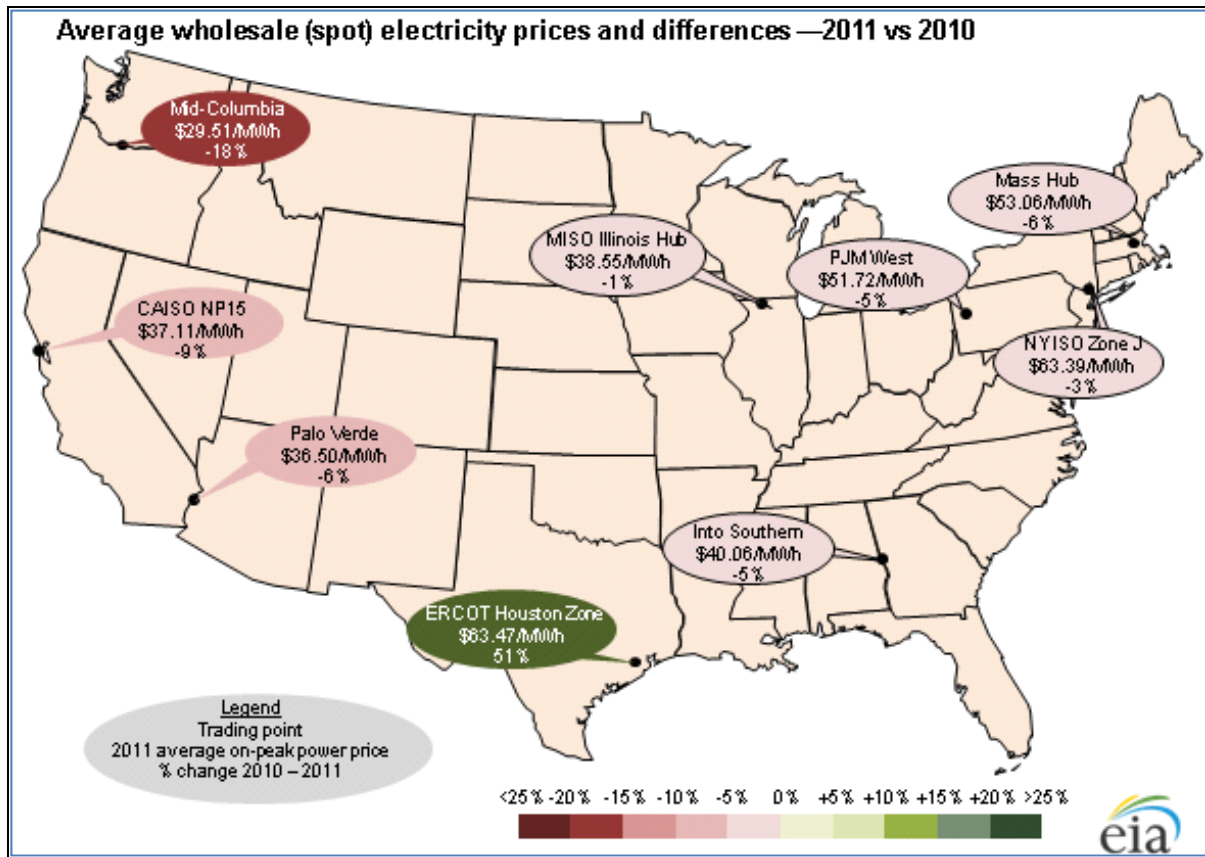 Average wholesale (spot) electricity prices and differences —2011 vs 2010
Mid-Columbia
$29.51/MWh
-18%
Mass Hub
$53.06/MWh
-6%
MISO Illinois Hub
$38.55/MWh
-1%
PJM West
$51.72/MWh
-5%
CAISO NP15
$37.11/MWh
-9%
NYISO Zone J
$63.39/MWh
-3%
Palo Verde
$36.50/MWh
-6%
Into Southern
$40.06/MWh
-5%
ERCOT Houston Zone
$63.47/MWh
51%
Legend
Trading point
2011 average on-peak power price
% change 2010 – 2011
<25% -20% -15% -10% -5% 0% +5% +10% +15% +20% >25%
eia